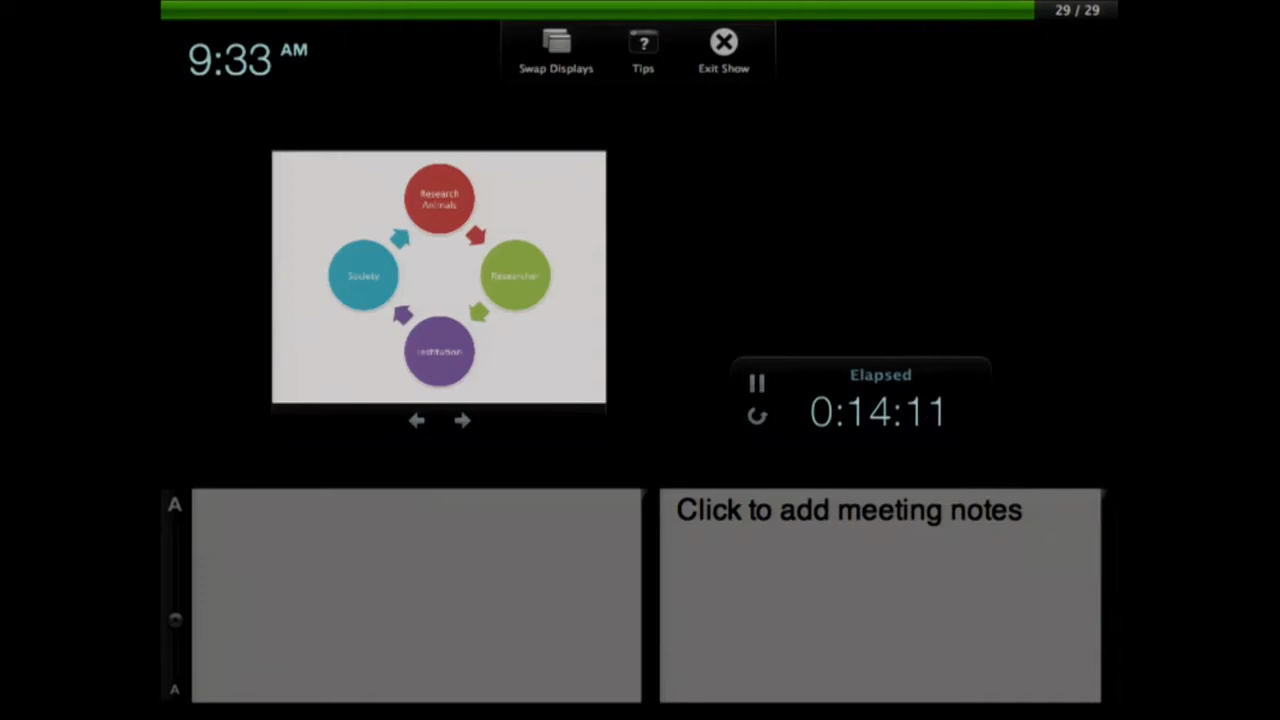 29 / 29
9:33 AM
Swap Displays
?
Tips
Exit Show
Research
Animals
Society
Researcher
Institution
Elapsed
0:14:11
A
Click to add meeting notes
A